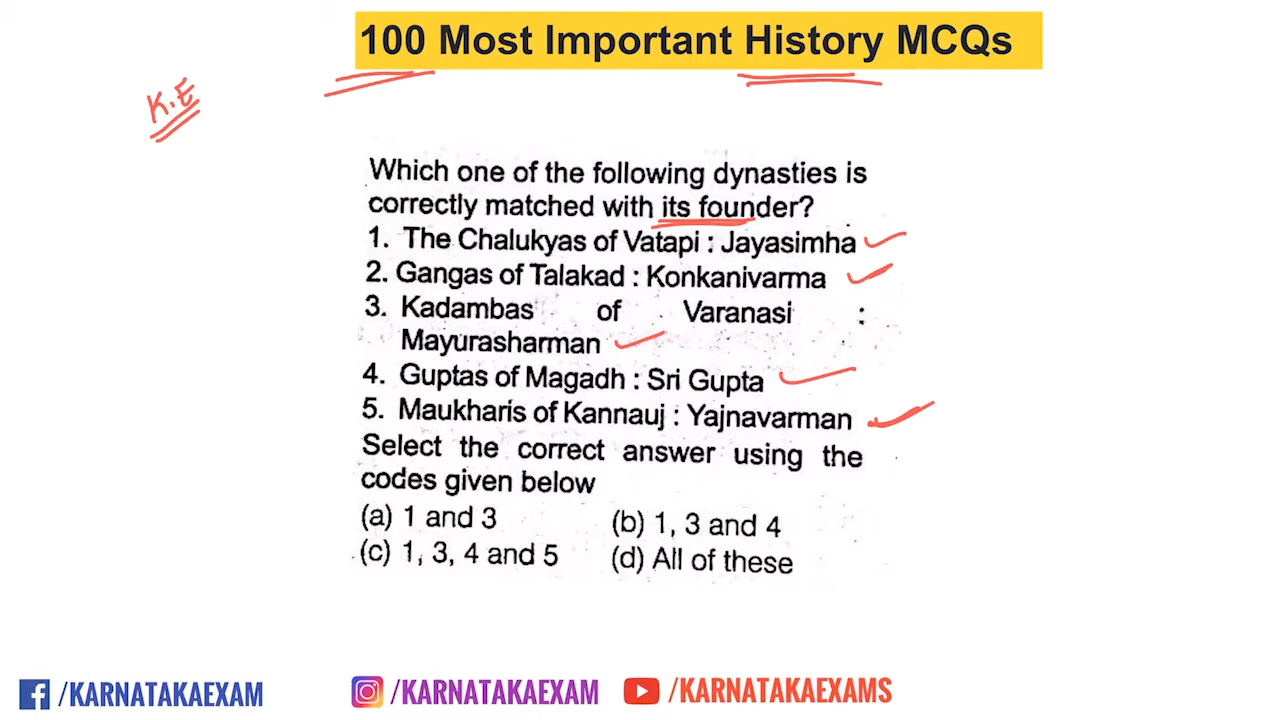 100 Most Important History MCQs
K.E
Which one of the following dynasties is
correctly matched with its founder?
1. The Chalukyas of Vatapi : Jayasimha
2. Gangas of Talakad : Konkanivarma
3. Kadambas of Varanasi :
Mayurasharman
4. Guptas of Magadh : Sri Gupta
5. Maukharis of Kannauj : Yajnavarman
Select the correct answer using the
codes given below
(a) 1 and 3 (b) 1, 3 and 4
(c) 1, 3, 4 and 5 (d) All of these
/KARNATAKAEXAM /KARNATAKAEXAM /KARNATAKAEXAMS